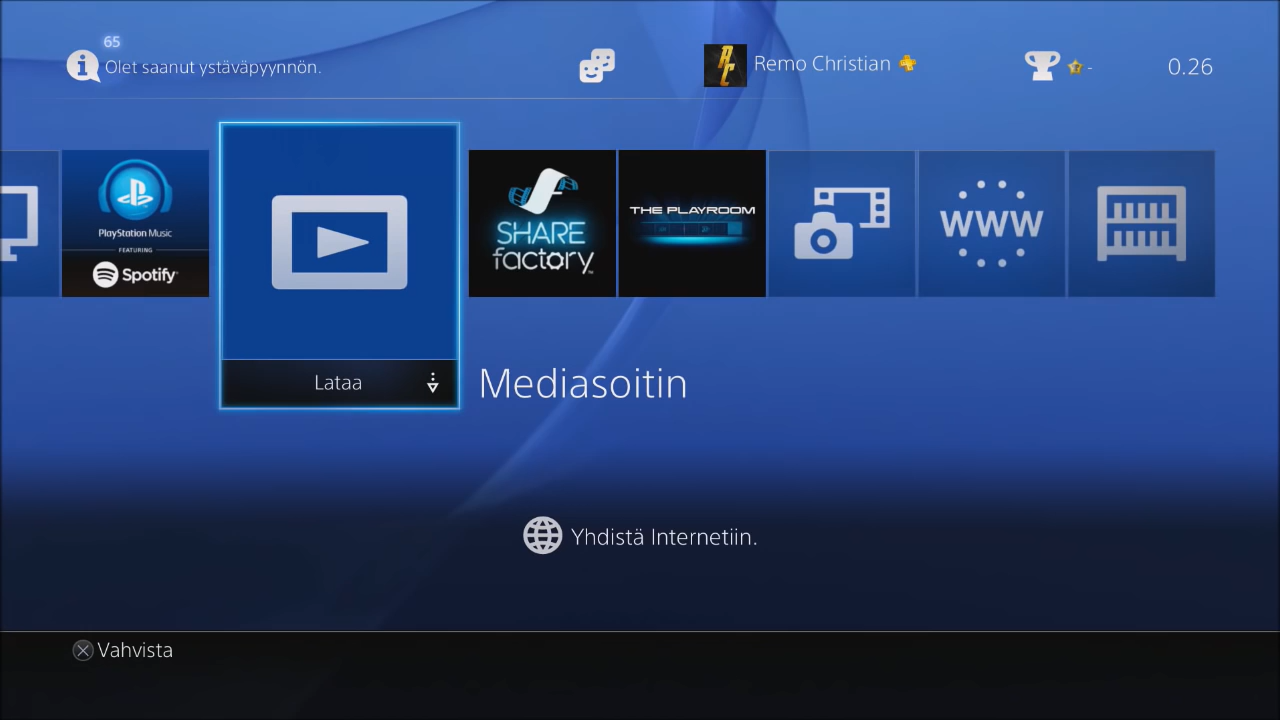 65
Olet saanut ystäväpyynnön.
Remo Christian
-
0.26
PlayStation Music
FEATURING
Spotify
SHARE
factory™
THE PLAYROOM
WWW
Lataa
Mediasoitin
Yhdistä Internetiin.
Vahvista